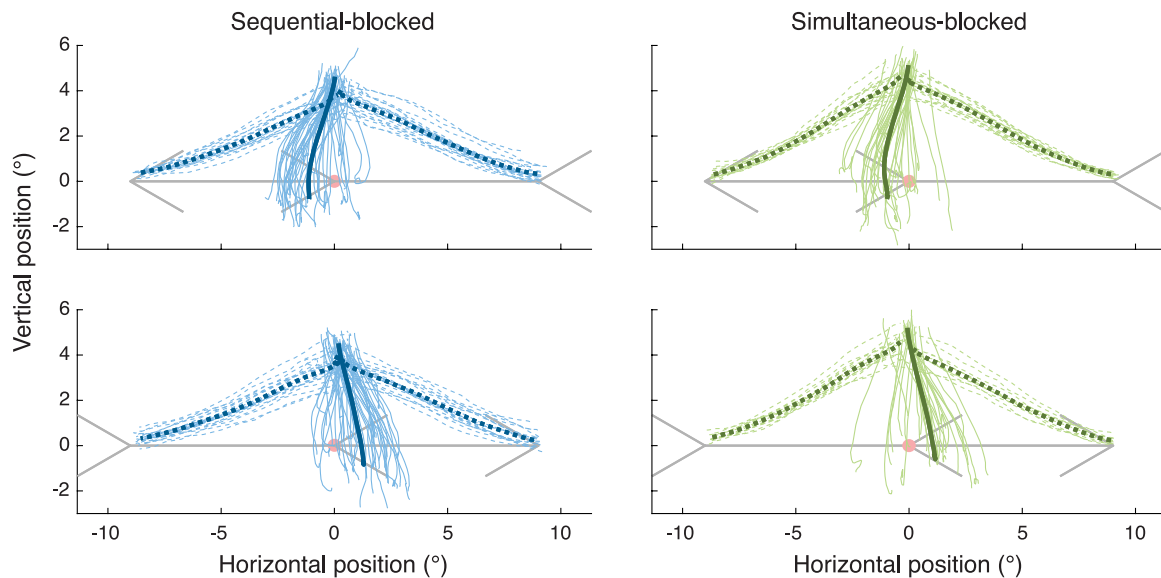 Sequential-blocked
Simultaneous-blocked
Vertical position (°)
6
4
2
0
-2
6
4
2
0
-2
-10 -5 0 5 10
-10 -5 0 5 10
Horizontal position (°)
Horizontal position (°)